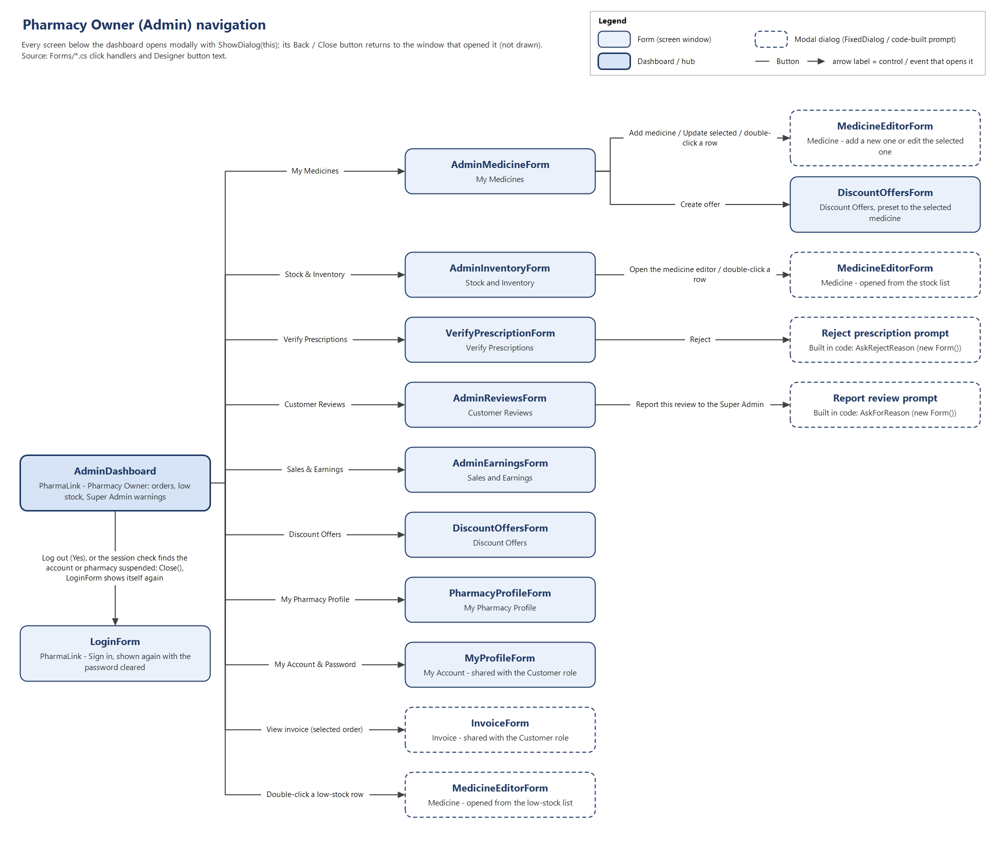 Pharmacy Owner (Admin) navigation
Every screen below the dashboard opens modally with ShowDialog(this); its Back / Close button returns to the window that opened it (not drawn).
Source: Forms/*.cs click handlers and Designer button text.
Legend
Form (screen window)
Modal dialog (FixedDialog / code-built prompt)
Dashboard / hub
Button
arrow label = control / event that opens it
AdminDashboard
PharmaLink - Pharmacy Owner: orders, low
stock, Super Admin warnings
Log out (Yes), or the session check finds the
account or pharmacy suspended: Close(),
LoginForm shows itself again
LoginForm
PharmaLink - Sign in, shown again with the
password cleared
My Medicines
AdminMedicineForm
My Medicines
Add medicine / Update selected / double-
click a row
MedicineEditorForm
Medicine - add a new one or edit the selected
one
Create offer
DiscountOffersForm
Discount Offers, preset to the selected
medicine
Stock & Inventory
AdminInventoryForm
Stock and Inventory
Open the medicine editor / double-click a
row
MedicineEditorForm
Medicine - opened from the stock list
Verify Prescriptions
VerifyPrescriptionForm
Verify Prescriptions
Reject
Reject prescription prompt
Built in code: AskRejectReason (new Form())
Customer Reviews
AdminReviewsForm
Customer Reviews
Report this review to the Super Admin
Report review prompt
Built in code: AskForReason (new Form())
Sales & Earnings
AdminEarningsForm
Sales and Earnings
Discount Offers
DiscountOffersForm
Discount Offers
My Pharmacy Profile
PharmacyProfileForm
My Pharmacy Profile
My Account & Password
MyProfileForm
My Account - shared with the Customer role
View invoice (selected order)
InvoiceForm
Invoice - shared with the Customer role
Double-click a low-stock row
MedicineEditorForm
Medicine - opened from the low-stock list